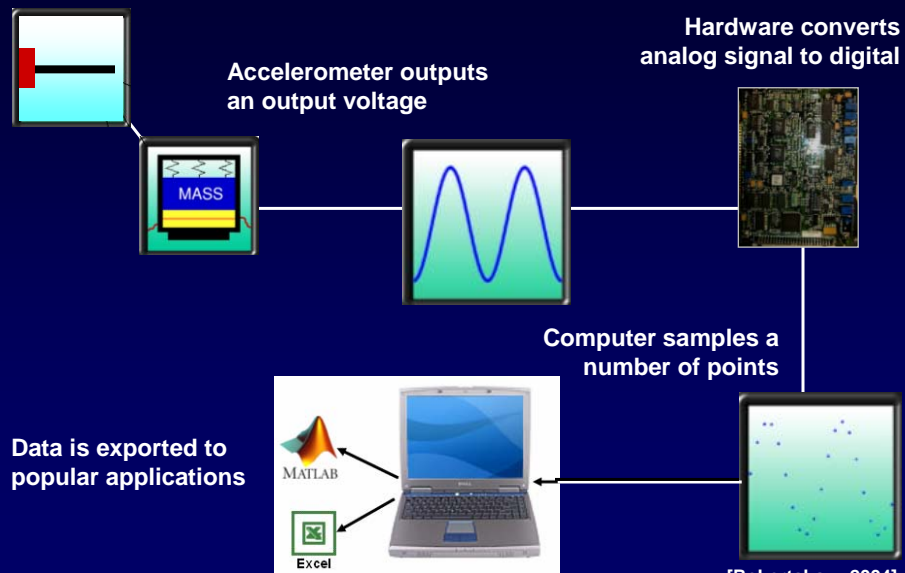 Hardware converts
analog signal to digital
Accelerometer outputs
an output voltage
MASS
Computer samples a
number of points
Data is exported to
popular applications
MATLAB
Excel